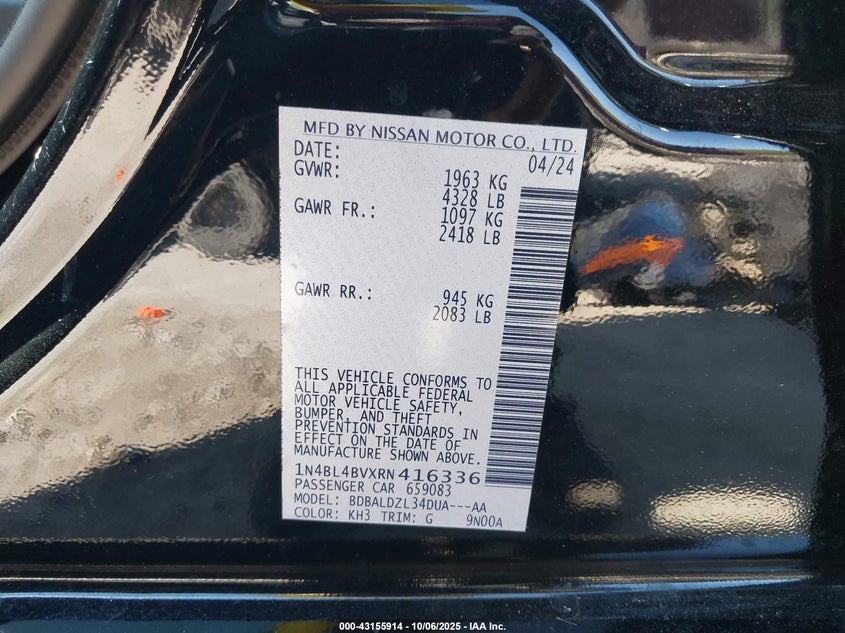 MFD BY NISSAN MOTOR CO., LTD.
DATE: 04/24
GVWR: 1963 KG
4328 LB
GAWR FR.: 1097 KG
2418 LB
GAWR RR.: 945 KG
2083 LB
THIS VEHICLE CONFORMS TO
ALL APPLICABLE FEDERAL
MOTOR VEHICLE SAFETY,
BUMPER, AND THEFT
PREVENTION STANDARDS IN
EFFECT ON THE DATE OF
MANUFACTURE SHOWN ABOVE.
1N4BL4BVXRN416336
PASSENGER CAR 659083
MODEL: BDBALDZL34DUA---AA
COLOR: KH3 TRIM: G 9N00A
000-43155914 - 10/06/2025 - IAA Inc.